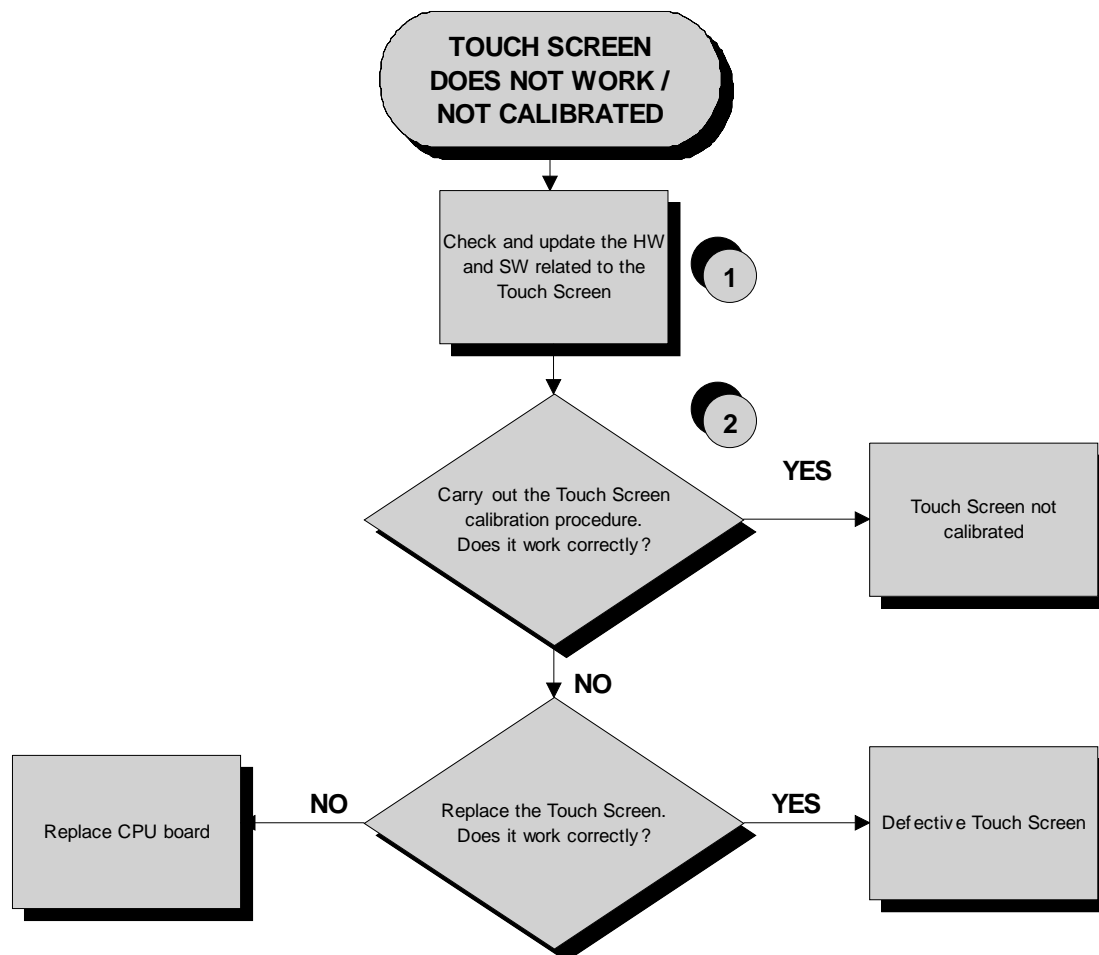 TOUCH SCREEN
DOES NOT WORK /
NOT CALIBRATED
Check and update the HW
and SW related to the
Touch Screen
1
2
Carry out the Touch Screen
calibration procedure.
Does it work correctly?
YES
Touch Screen not
calibrated
NO
Replace the Touch Screen.
Does it work correctly?
NO
Replace CPU board
YES
Defective Touch Screen